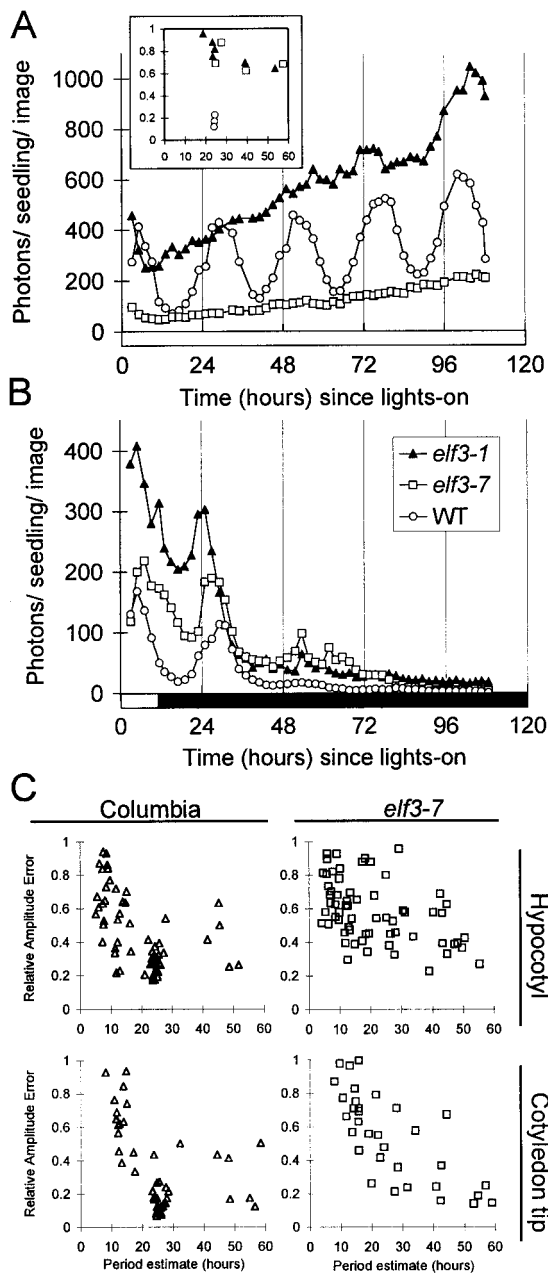 A
Photons/ seedling/ image
1000
800
600
400
200
0
1
0.8
0.6
0.4
0.2
0
0 10 20 30 40 50 60
0 24 48 72 96 120
Time (hours) since lights-on
B
Photons/ seedling/ image
400
300
200
100
0
elf3-1
elf3-7
WT
0 24 48 72 96 120
Time (hours) since lights-on
C
Columbia
elf3-7
Relative Amplitude Error
1
0.8
0.6
0.4
0.2
0
0 10 20 30 40 50 60
1
0.8
0.6
0.4
0.2
0
0 10 20 30 40 50 60
Hypocotyl
Relative Amplitude Error
1
0.8
0.6
0.4
0.2
0
0 10 20 30 40 50 60
Period estimate (hours)
1
0.8
0.6
0.4
0.2
0
0 10 20 30 40 50 60
Period estimate (hours)
Cotyledon tip